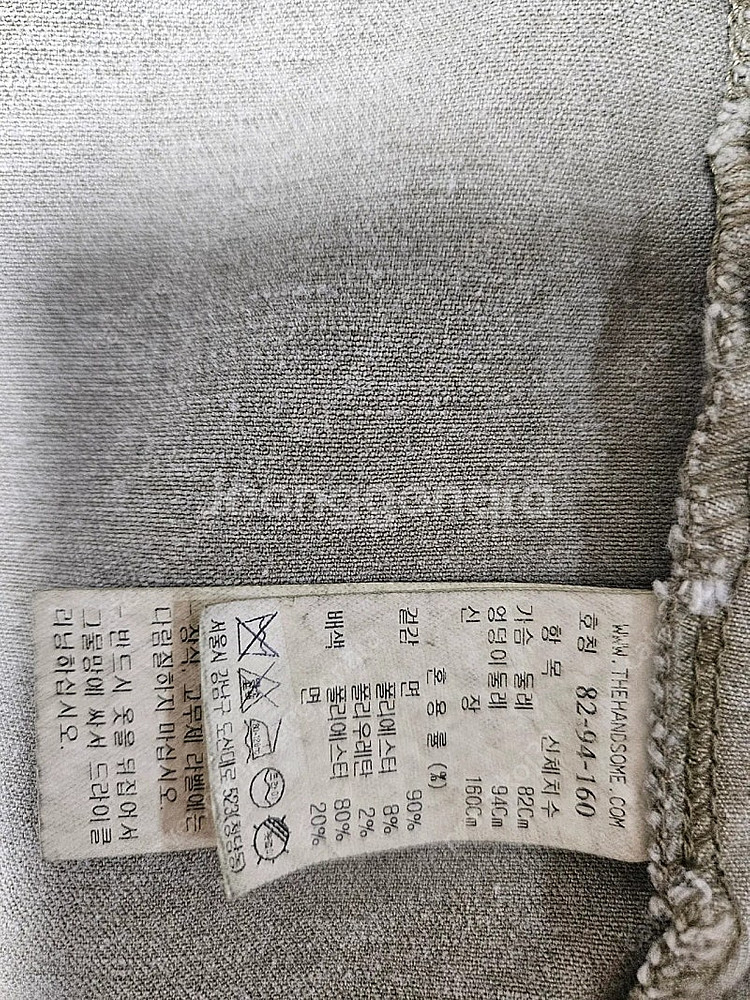 WWW.THEHANDSOME.COM
호칭 82-94-160
항 목 신체치수
가슴 둘레 82Cm
엉덩이둘레 94Cm
신 장 160Cm
혼용률 (%)
겉감 면 90%
폴리에스터 8%
폴리우레탄 2%
배색 면 80%
폴리에스터 20%
서울시 강남구 도산대로 523(청담동)
장식, 고무제 라벨에는
다림질하지 마십시오
- 반드시 옷을 뒤집어서
그물망에 싸서 드라이클
리닝하십시오.
Joonggonara